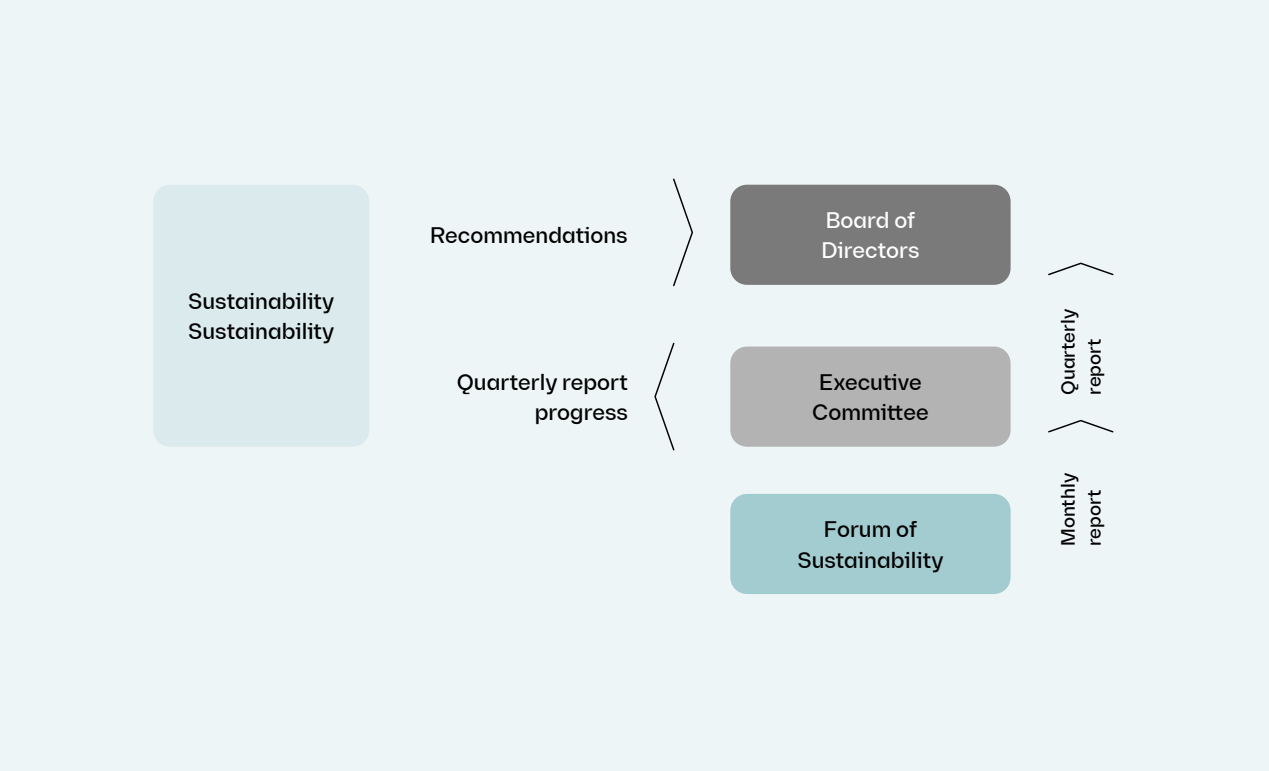 Sustainability
Sustainability
Recommendations
Board of
Directors
Quarterly report
progress
Executive
Committee
Quarterly
report
Forum of
Sustainability
Monthly
report